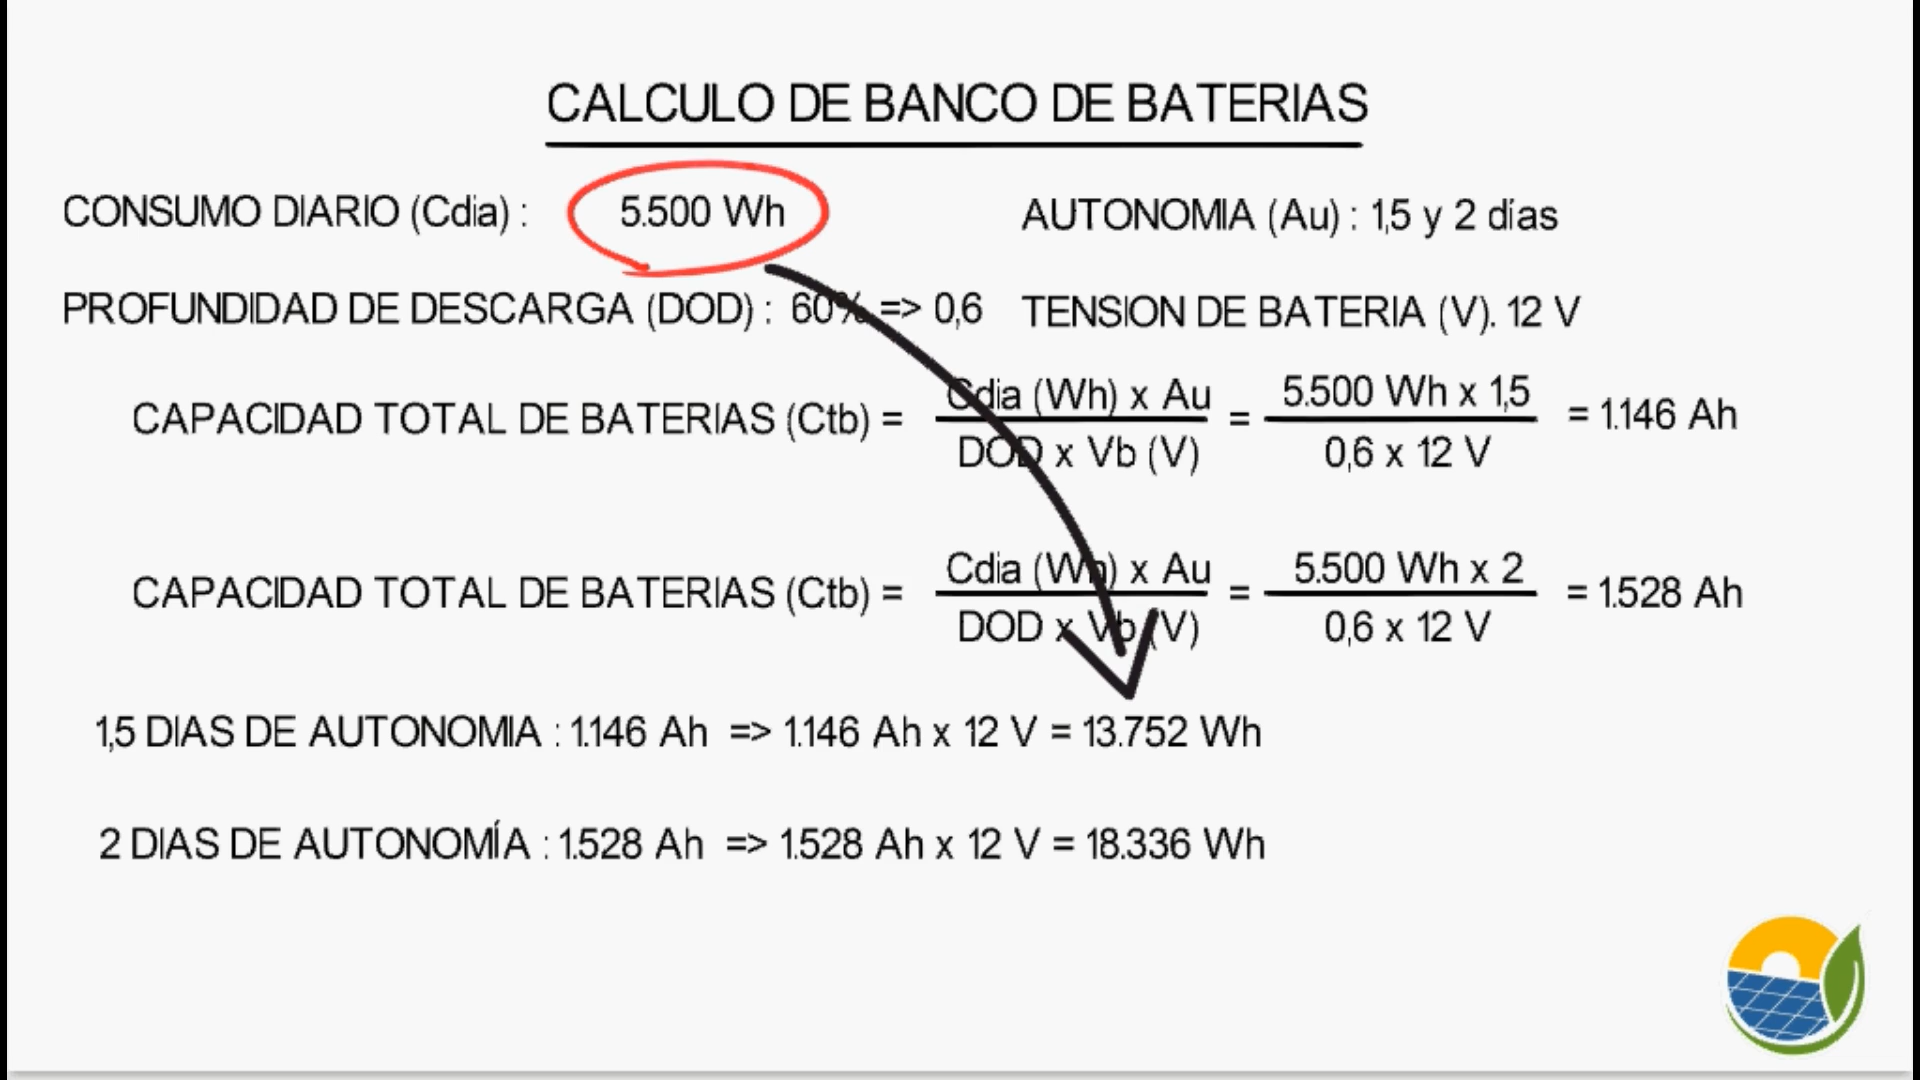 CALCULO DE BANCO DE BATERIAS
CONSUMO DIARIO (Cdia) : 5.500 Wh
AUTONOMIA (Au) : 1,5 y 2 días
PROFUNDIDAD DE DESCARGA (DOD) : 60% => 0,6
TENSION DE BATERIA (V). 12 V
CAPACIDAD TOTAL DE BATERIAS (Ctb) = Cdia (Wh) x Au / DOD x Vb (V) = 5.500 Wh x 1,5 / 0,6 x 12 V = 1.146 Ah
CAPACIDAD TOTAL DE BATERIAS (Ctb) = Cdia (Wh) x Au / DOD x Vb (V) = 5.500 Wh x 2 / 0,6 x 12 V = 1.528 Ah
1,5 DIAS DE AUTONOMIA : 1.146 Ah => 1.146 Ah x 12 V = 13.752 Wh
2 DIAS DE AUTONOMÍA : 1.528 Ah => 1.528 Ah x 12 V = 18.336 Wh